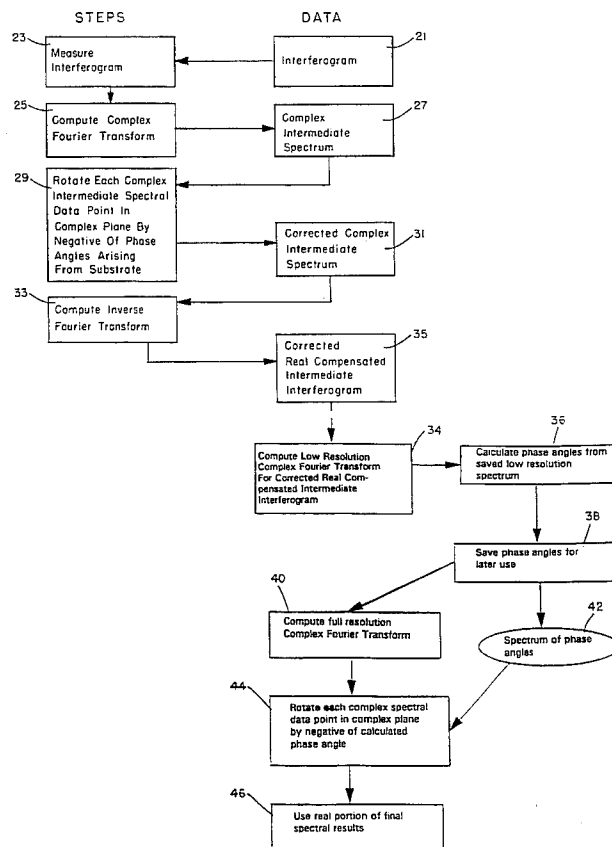 STEPS DATA
23
Measure
Interferogram
21
Interferogram
25
Compute Complex
Fourier Transform
27
Complex
Intermediate
Spectrum
29
Rotate Each Complex
Intermediate Spectral
Data Point In
Complex Plane By
Negative Of Phase
Angles Arising
From Substrate
31
Corrected Complex
Intermediate
Spectrum
33
Compute Inverse
Fourier Transform
35
Corrected
Real Compensated
Intermediate
Interferogram
34
Compute Low Resolution
Complex Fourier Transform
For Corrected Real Com-
pensated Intermediate
Interferogram
36
Calculate phase angles from
saved low resolution
spectrum
38
Save phase angles for
later use
40
Compute full resolution
Complex Fourier Transform
42
Spectrum of phase
angles
44
Rotate each complex spectral
data point in complex plane
by negative of calculated
phase angle
46
Use real portion of final
spectral results